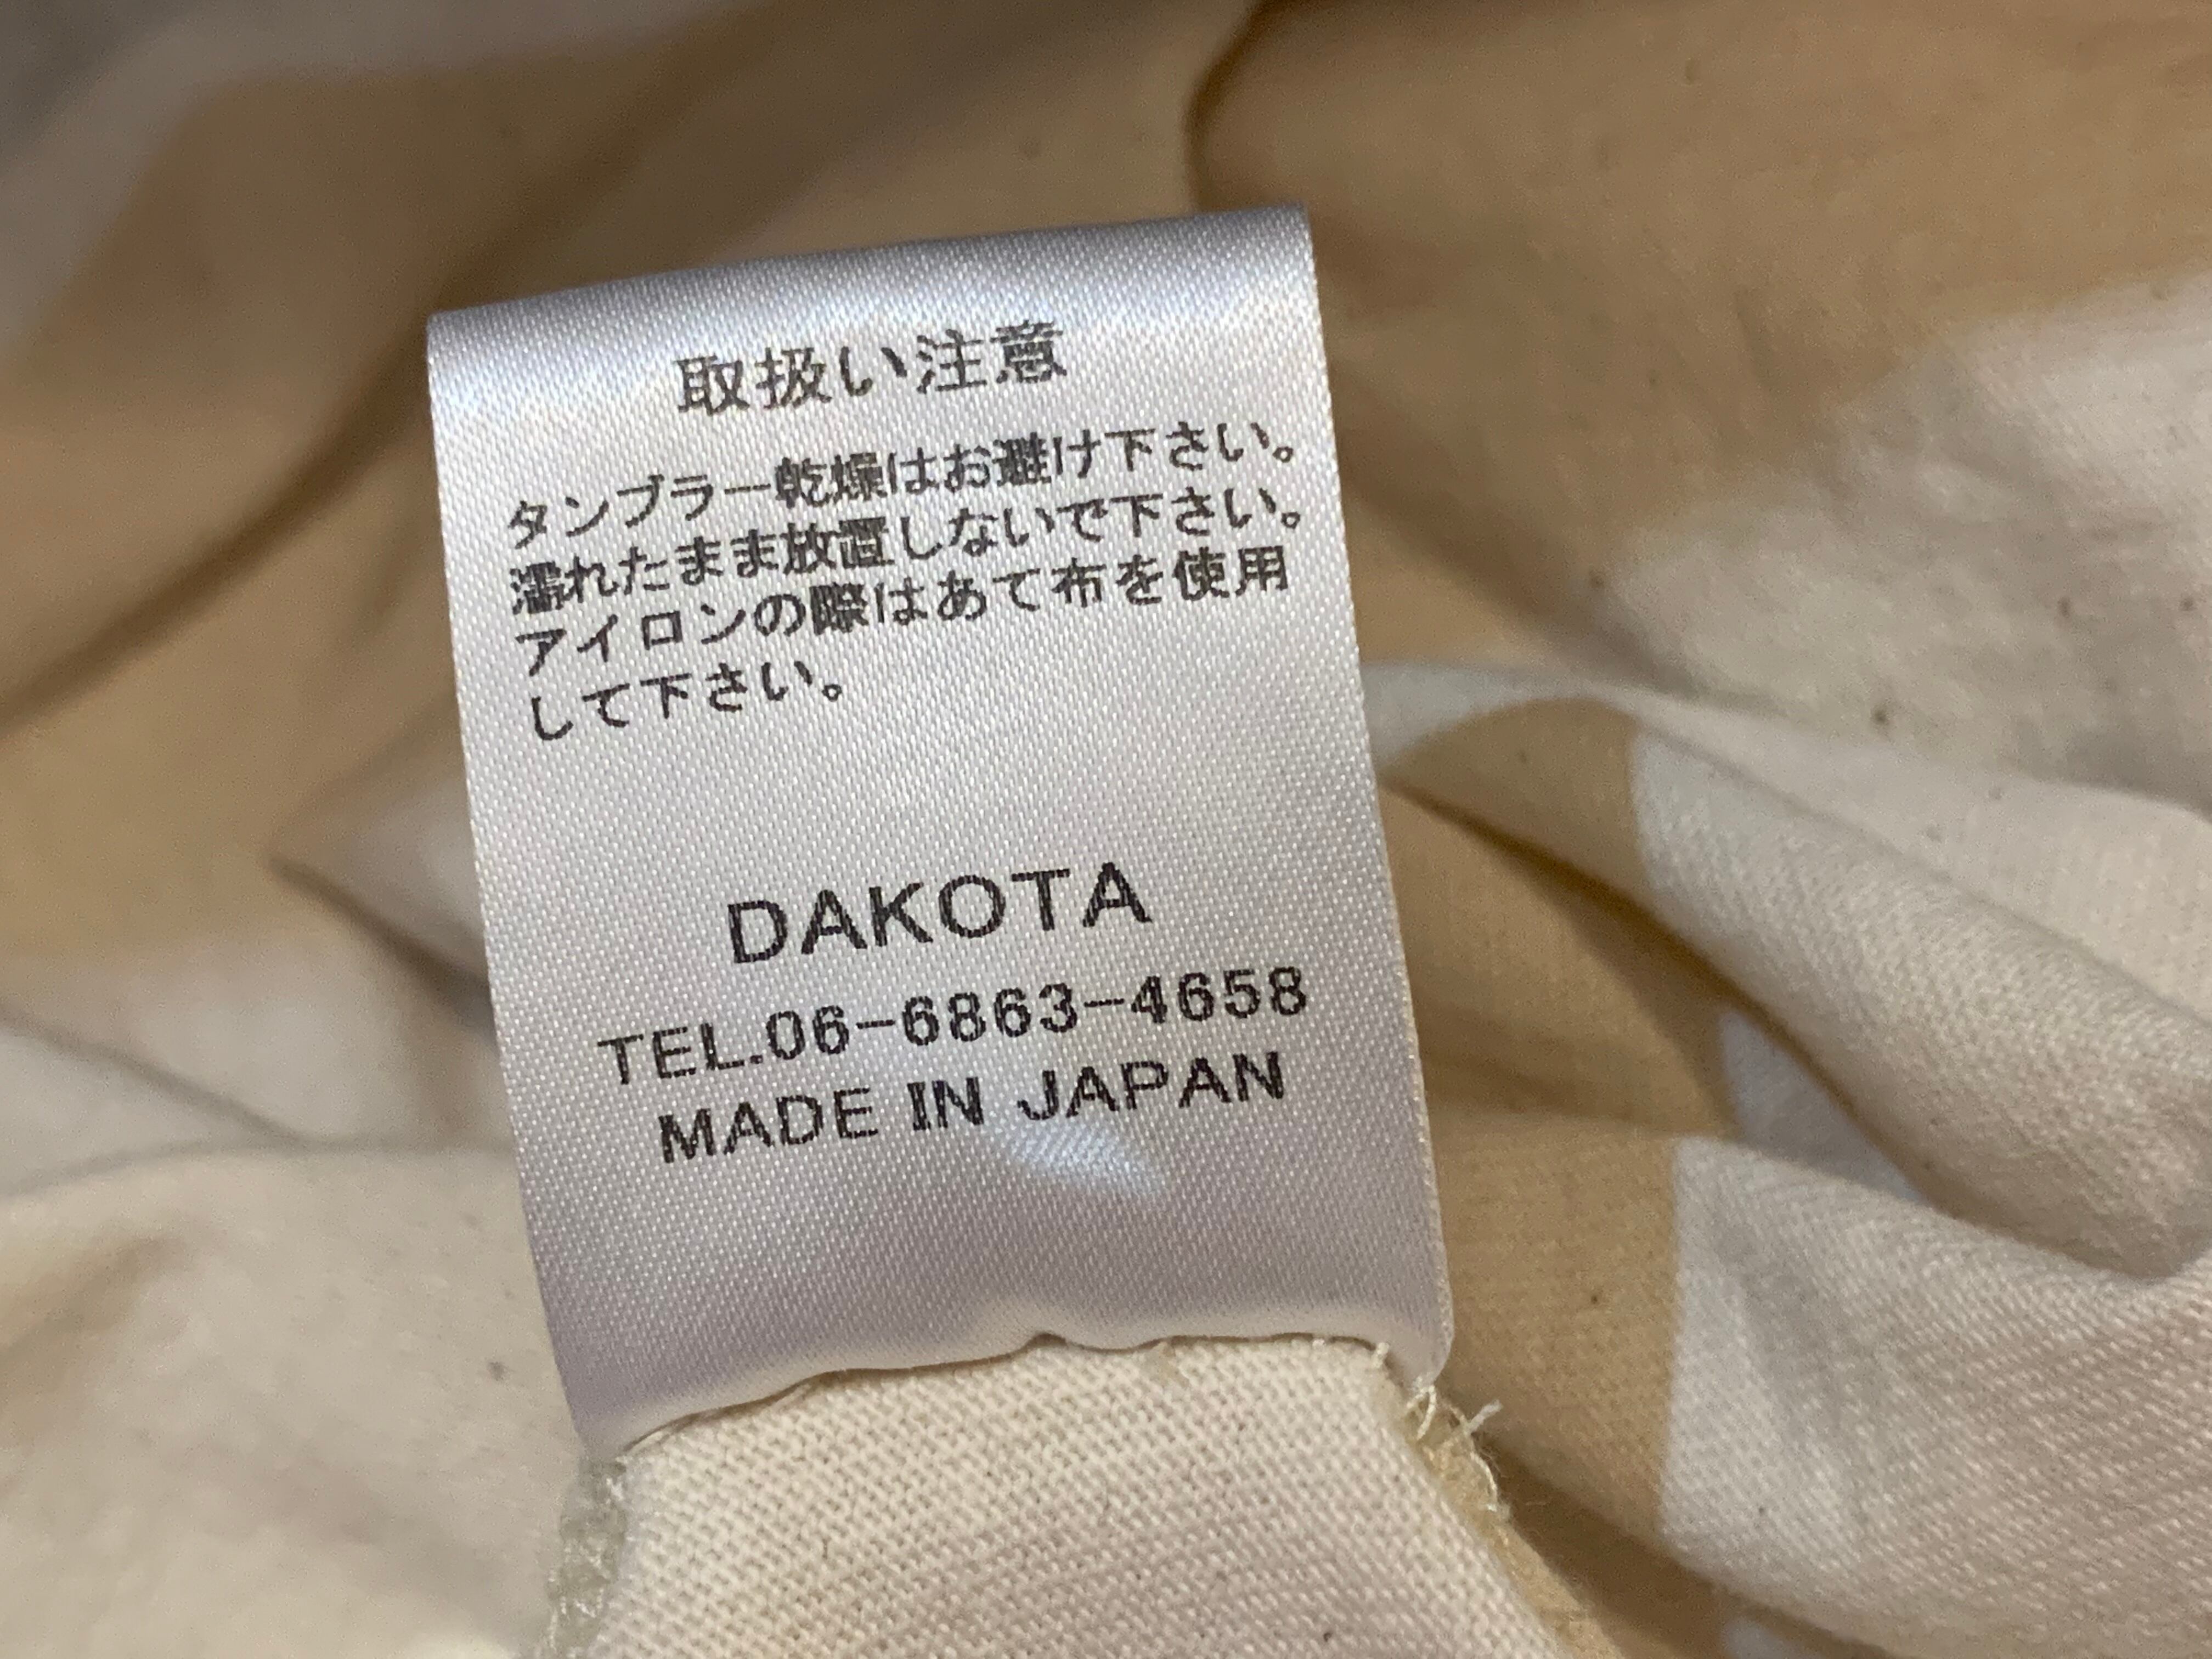 取扱い注意
タンブラー乾燥はお避け下さい。
濡れたまま放置しないで下さい。
アイロンの際はあて布を使用
して下さい。
DAKOTA
TEL.06-6863-4658
MADE IN JAPAN